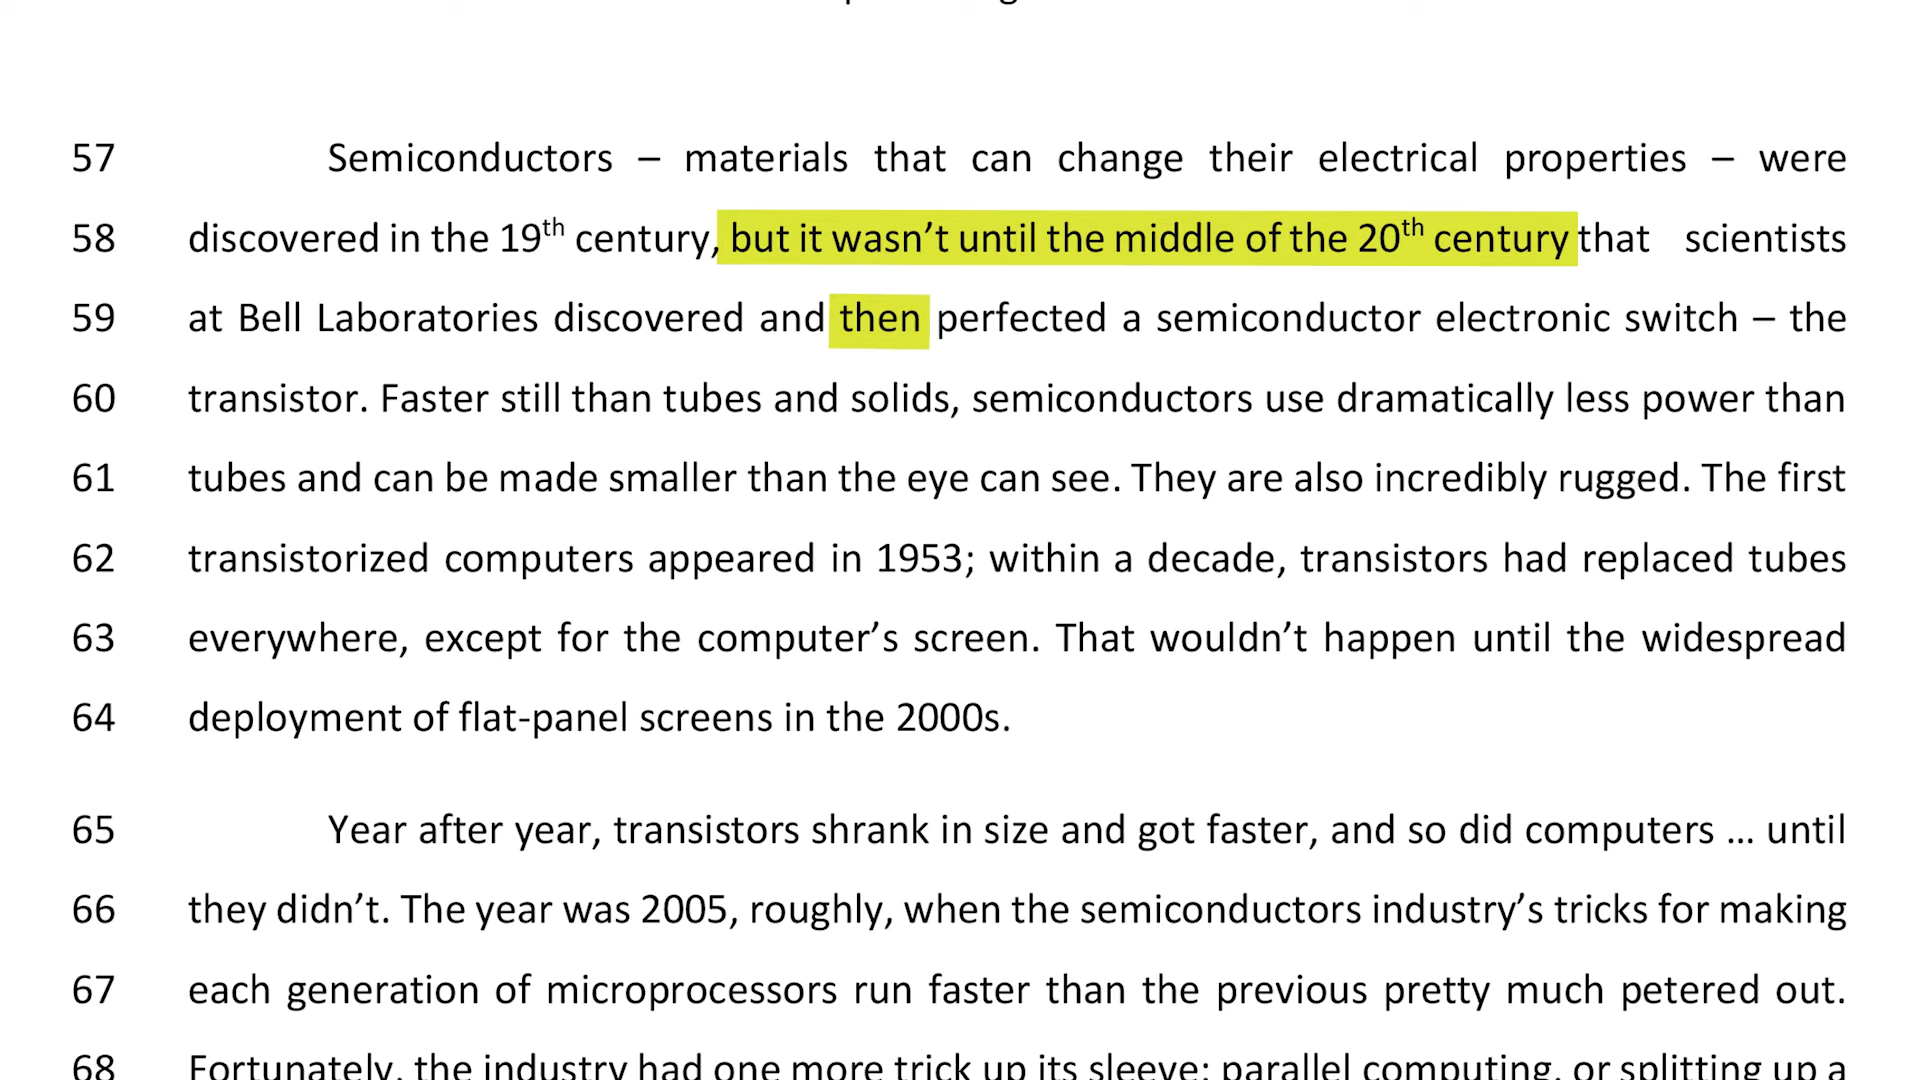 57 Semiconductors – materials that can change their electrical properties – were
58 discovered in the 19th century, but it wasn’t until the middle of the 20th century that scientists
59 at Bell Laboratories discovered and then perfected a semiconductor electronic switch – the
60 transistor. Faster still than tubes and solids, semiconductors use dramatically less power than
61 tubes and can be made smaller than the eye can see. They are also incredibly rugged. The first
62 transistorized computers appeared in 1953; within a decade, transistors had replaced tubes
63 everywhere, except for the computer’s screen. That wouldn’t happen until the widespread
64 deployment of flat-panel screens in the 2000s.
65 Year after year, transistors shrank in size and got faster, and so did computers … until
66 they didn’t. The year was 2005, roughly, when the semiconductors industry’s tricks for making
67 each generation of microprocessors run faster than the previous pretty much petered out.
68 Fortunately, the industry had one more trick up its sleeve: parallel computing, or splitting up a